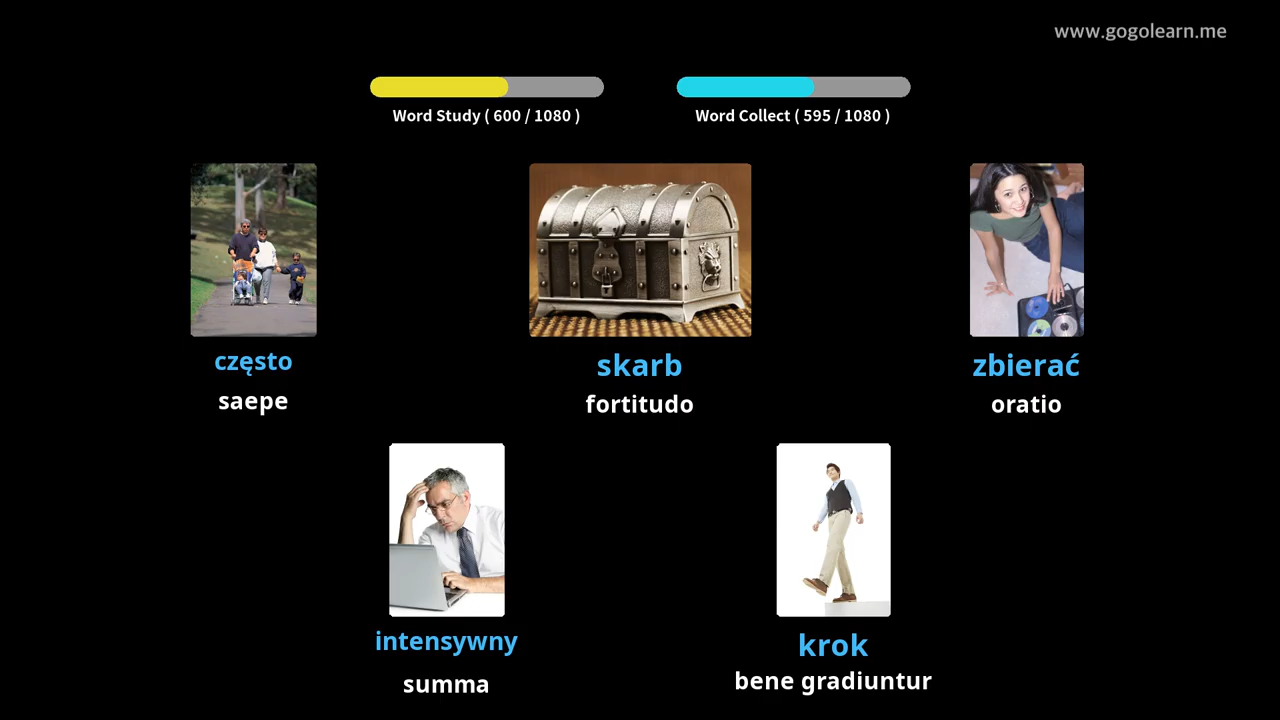 www.gogolearn.me
Word Study ( 600 / 1080 )
Word Collect ( 595 / 1080 )
często
saepe
skarb
fortitudo
zbierać
oratio
intensywny
summa
krok
bene gradiuntur